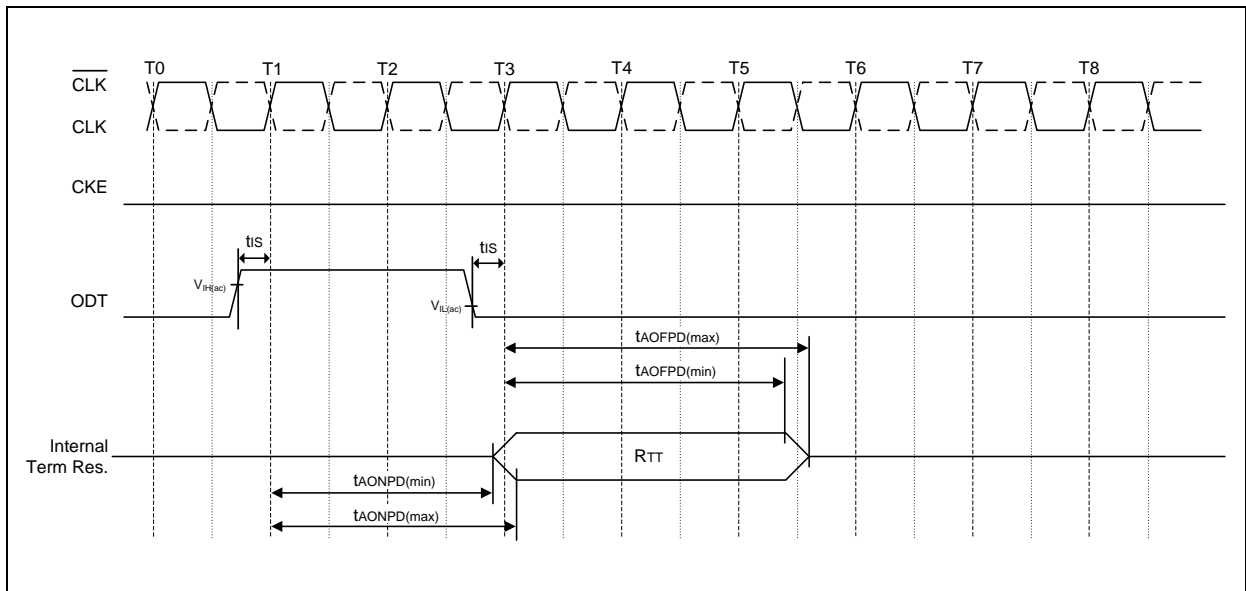 T0 T1 T2 T3 T4 T5 T6 T7 T8
CLK
CLK
CKE
tIS tIS
VIH(ac)
ODT
VIL(ac)
tAOFPD(max)
tAOFPD(min)
Internal
Term Res.
RTT
tAONPD(min)
tAONPD(max)